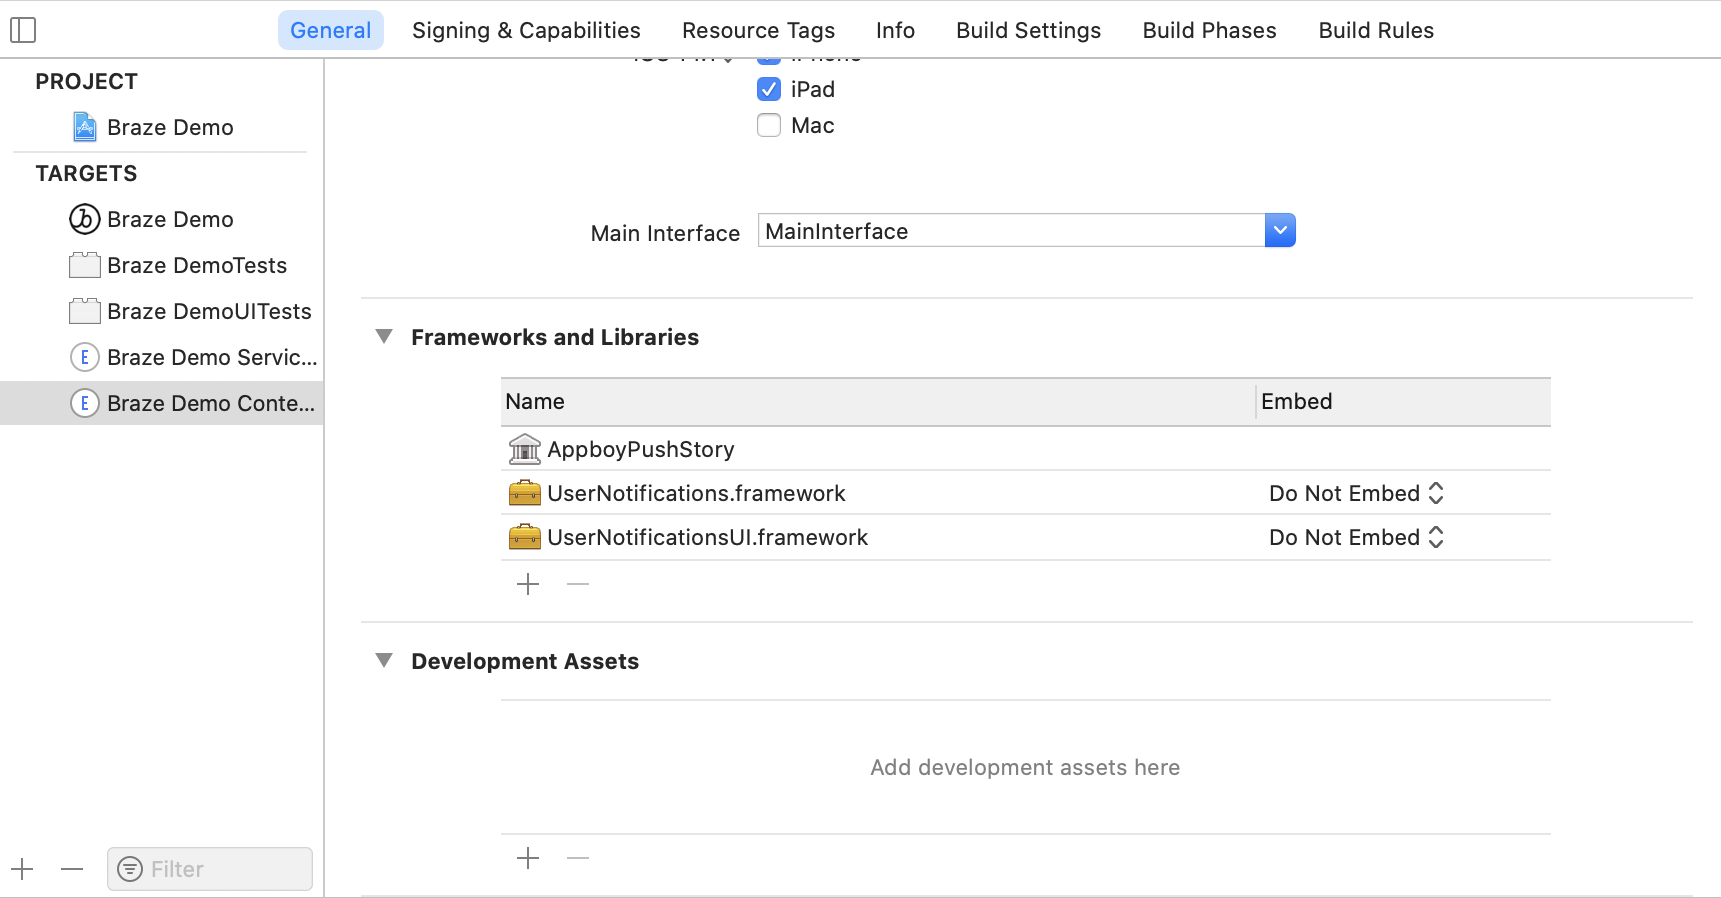 General Signing & Capabilities Resource Tags Info Build Settings Build Phases Build Rules
PROJECT
Braze Demo
TARGETS
Braze Demo
Braze DemoTests
Braze DemoUITests
Braze Demo Servic...
Braze Demo Conte...
Filter
iPhone
iPad
Mac
Main Interface MainInterface
Frameworks and Libraries
Name Embed
AppboyPushStory
UserNotifications.framework Do Not Embed
UserNotificationsUI.framework Do Not Embed
Development Assets
Add development assets here